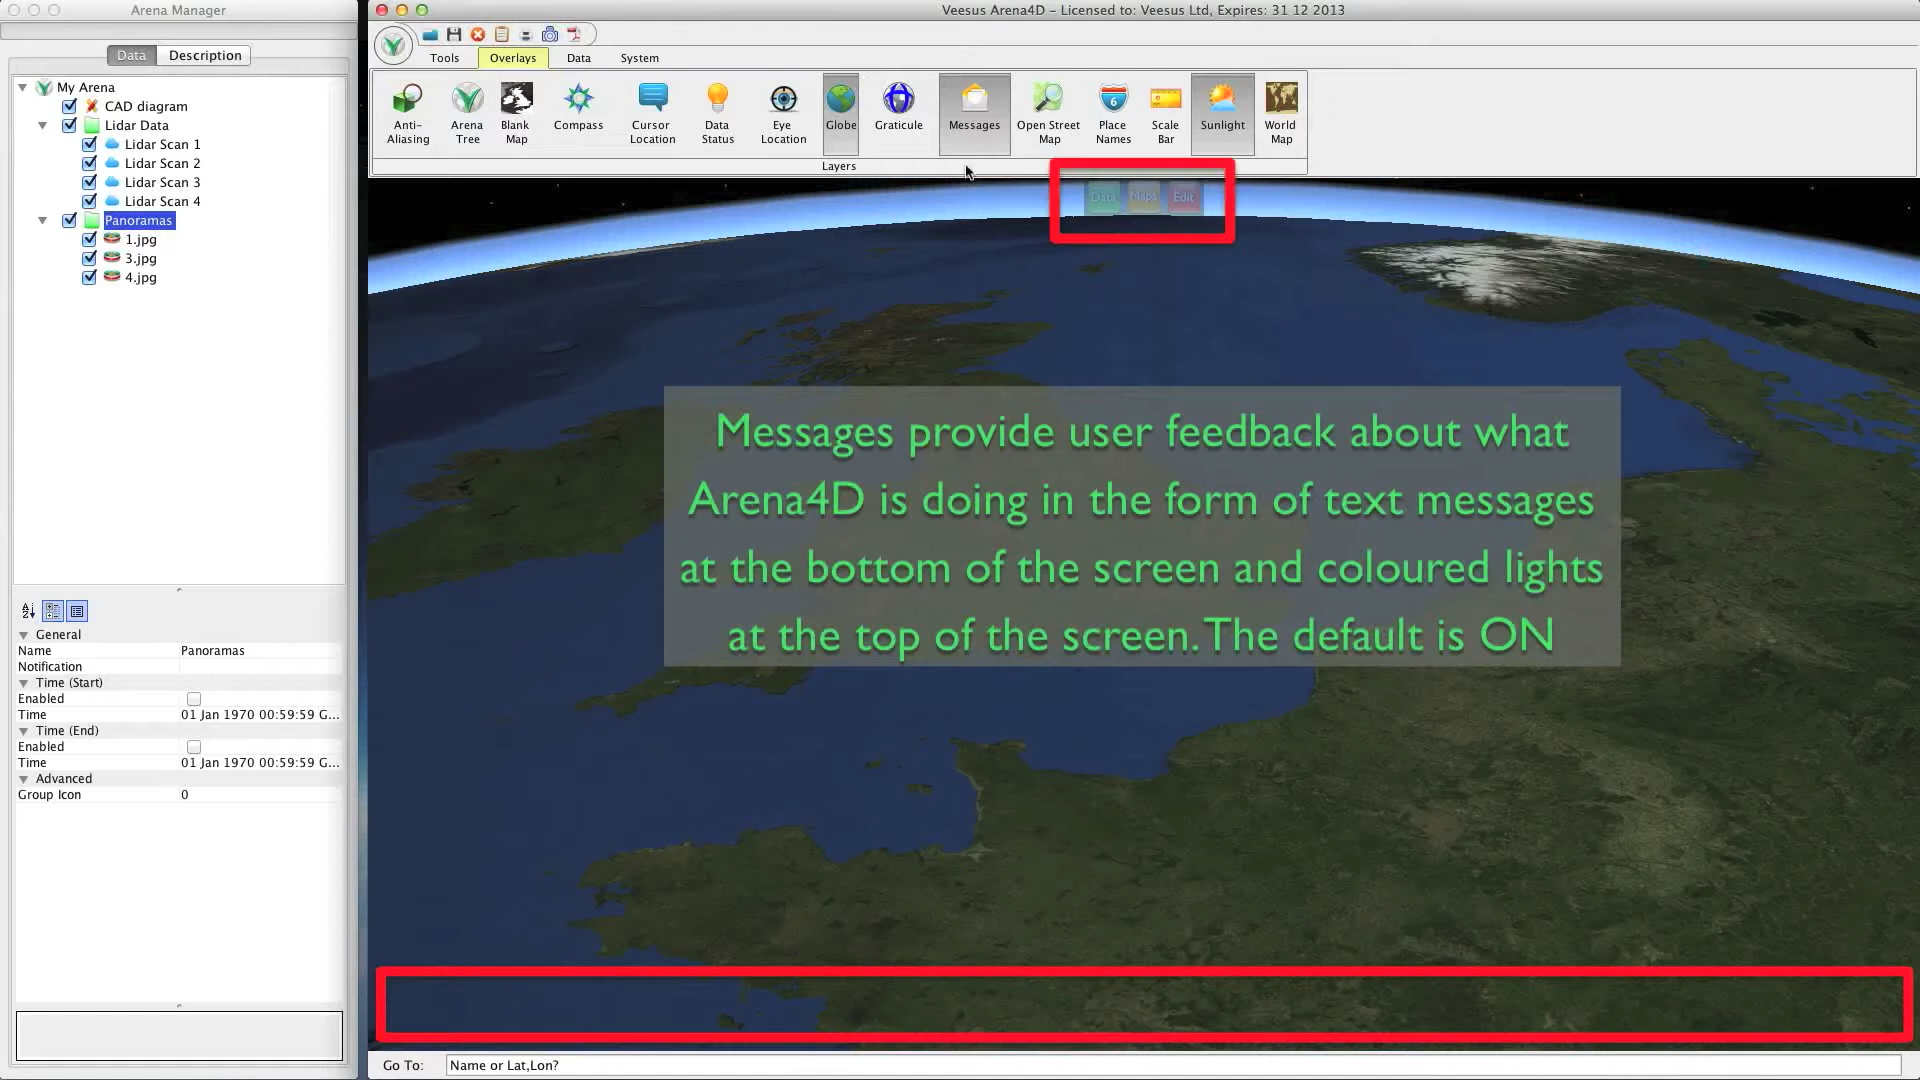 Arena Manager
Veesus Arena4D - Licensed to: Veesus Ltd, Expires: 31 12 2013
Data
Description
My Arena
CAD diagram
Lidar Data
Lidar Scan 1
Lidar Scan 2
Lidar Scan 3
Lidar Scan 4
Panoramas
1.jpg
3.jpg
4.jpg
General
Name Panoramas
Notification
Time (Start)
Enabled
Time 01 Jan 1970 00:59:59 G...
Time (End)
Enabled
Time 01 Jan 1970 00:59:59 G...
Advanced
Group Icon 0
Tools
Overlays
Data
System
Anti-
Aliasing
Arena
Tree
Blank
Map
Compass
Cursor
Location
Data
Status
Eye
Location
Globe
Graticule
Messages
Open Street
Map
Place
Names
Scale
Bar
Sunlight
World
Map
Layers
Data
Maps
Edit
Messages provide user feedback about what
Arena4D is doing in the form of text messages
at the bottom of the screen and coloured lights
at the top of the screen. The default is ON
Go To: Name or Lat,Lon?